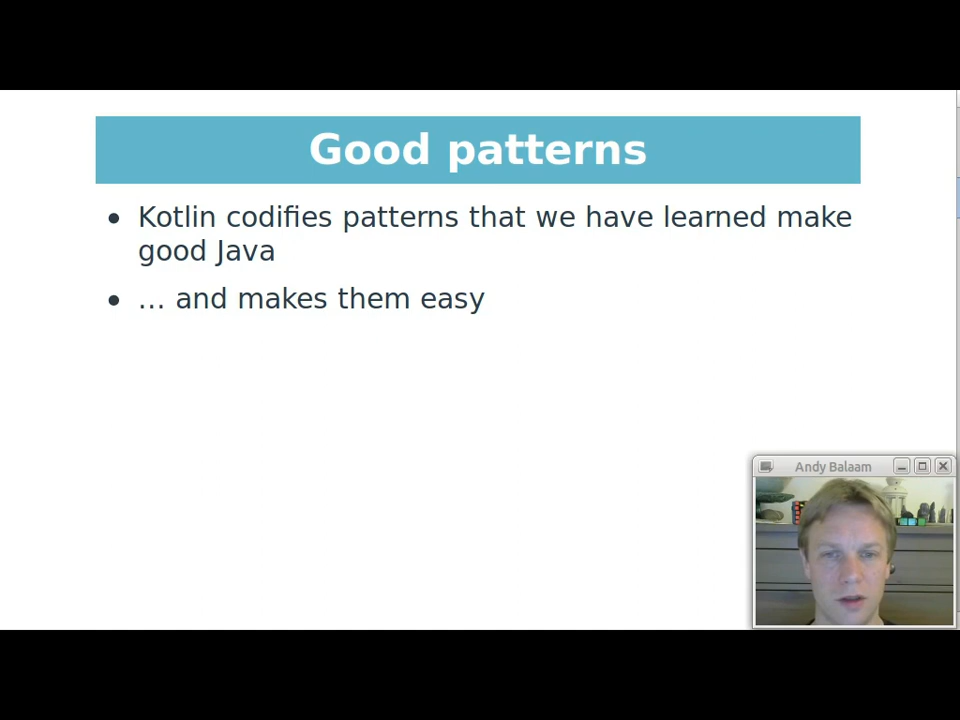 Good patterns
• Kotlin codifies patterns that we have learned make
good Java
• ... and makes them easy
Andy Balaam